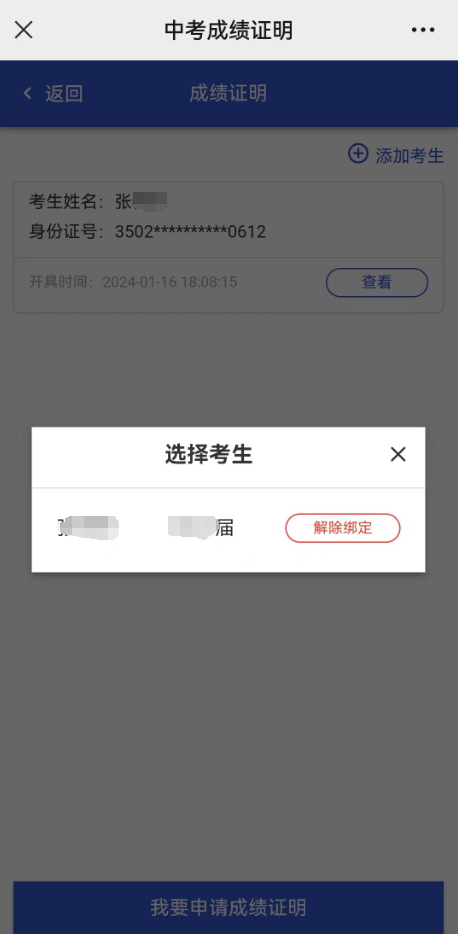 中考成绩证明
返回 成绩证明
添加考生
考生姓名：张
身份证号：3502**********0612
开具时间：2024-01-16 18:08:15 查看
选择考生
张 届 解除绑定
我要申请成绩证明